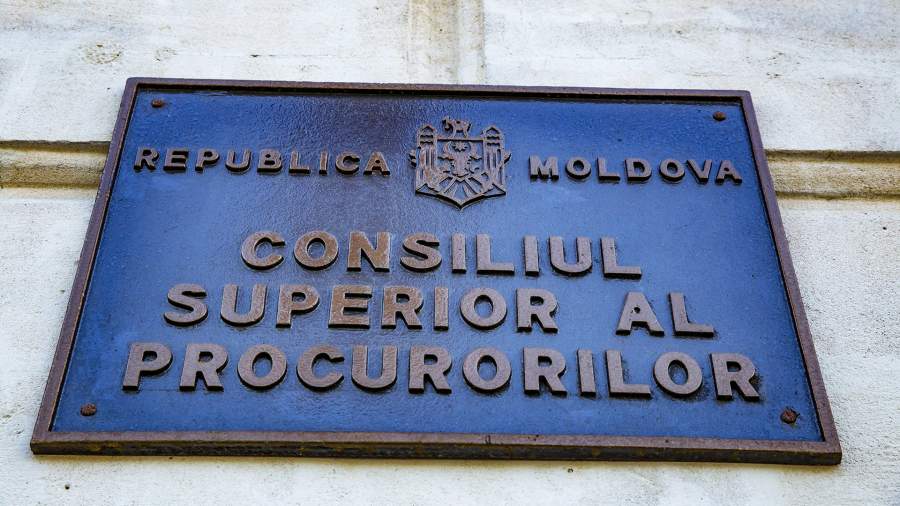 REPUBLICA MOLDOVA
CONSILIUL
SUPERIOR AL
PROCURORILOR